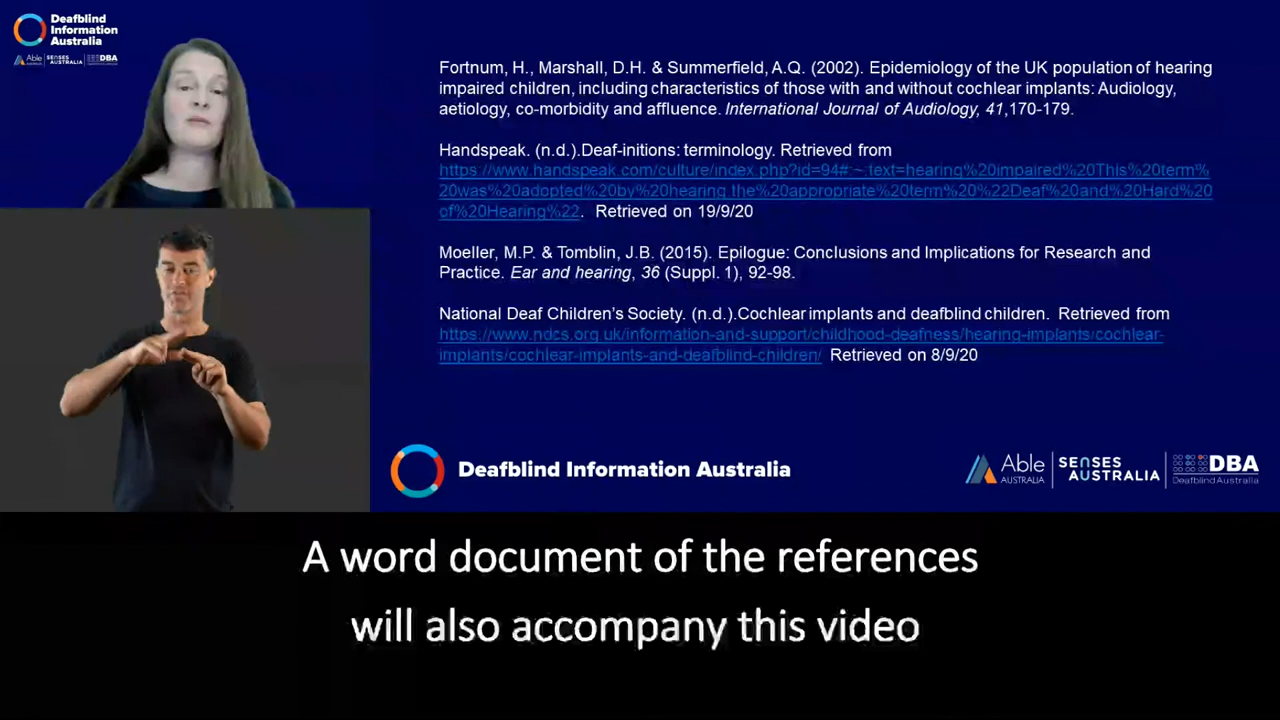 Deafblind
Information
Australia
Able
AUSTRALIA
SENSES
AUSTRALIA
DBA
Fortnum, H., Marshall, D.H. & Summerfield, A.Q. (2002). Epidemiology of the UK population of hearing
impaired children, including characteristics of those with and without cochlear implants: Audiology,
aetiology, co-morbidity and affluence. International Journal of Audiology, 41,170-179.
Handspeak. (n.d.).Deaf-initions: terminology. Retrieved from
https://www.handspeak.com/culture/index.php?id=94#:~:text=hearing%20impaired%20This%20term%
20was%20adopted%20by%20hearing,the%20appropriate%20term%20%22Deaf%20and%20Hard%20
of%20Hearing%22. Retrieved on 19/9/20
Moeller, M.P. & Tomblin, J.B. (2015). Epilogue: Conclusions and Implications for Research and
Practice. Ear and hearing, 36 (Suppl. 1), 92-98.
National Deaf Children’s Society. (n.d.).Cochlear implants and deafblind children. Retrieved from
https://www.ndcs.org.uk/information-and-support/childhood-deafness/hearing-implants/cochlear-
implants/cochlear-implants-and-deafblind-children/ Retrieved on 8/9/20
Deafblind Information Australia
Able
AUSTRALIA
SENSES
AUSTRALIA
DBA
Deafblind Australia
A word document of the references
will also accompany this video